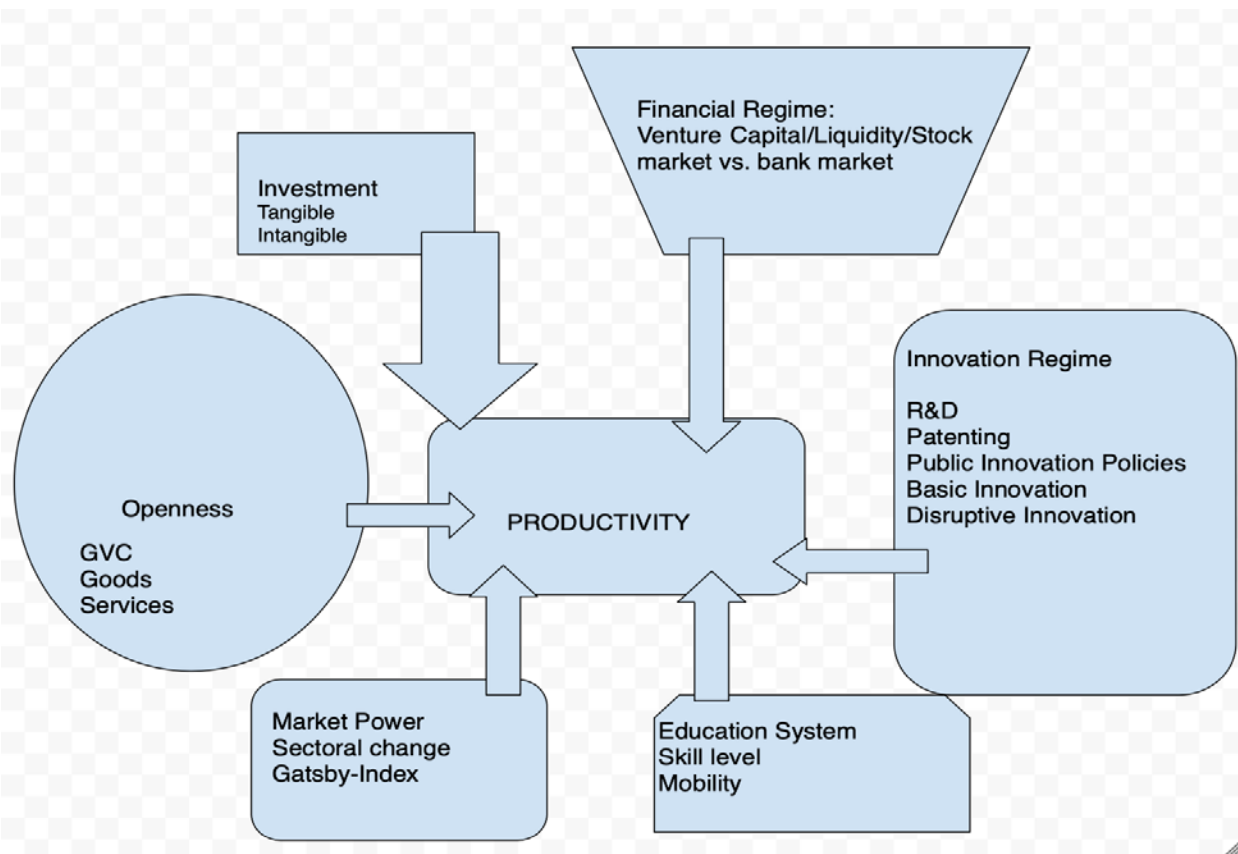 Financial Regime:
Venture Capital/Liquidity/Stock
market vs. bank market
Investment
Tangible
Intangible
Innovation Regime
R&D
Patenting
Public Innovation Policies
Basic Innovation
Disruptive Innovation
Openness
GVC
Goods
Services
PRODUCTIVITY
Market Power
Sectoral change
Gatsby-Index
Education System
Skill level
Mobility